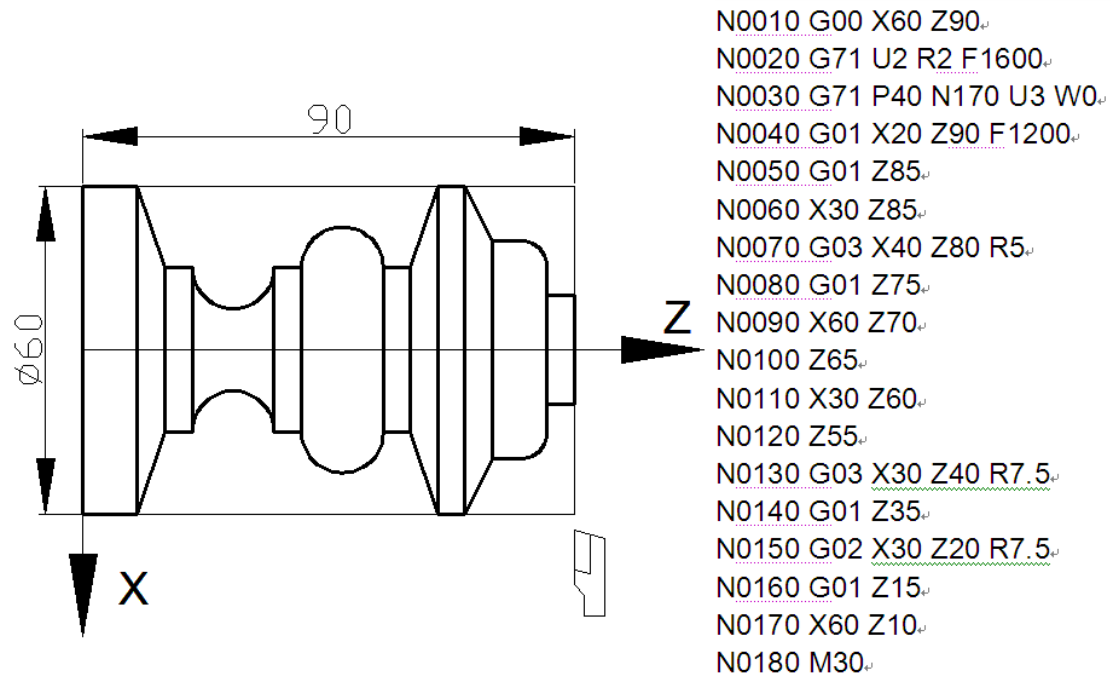 90
Ø60
Z
X
N0010 G00 X60 Z90
N0020 G71 U2 R2 F1600
N0030 G71 P40 N170 U3 W0
N0040 G01 X20 Z90 F1200
N0050 G01 Z85
N0060 X30 Z85
N0070 G03 X40 Z80 R5
N0080 G01 Z75
N0090 X60 Z70
N0100 Z65
N0110 X30 Z60
N0120 Z55
N0130 G03 X30 Z40 R7.5
N0140 G01 Z35
N0150 G02 X30 Z20 R7.5
N0160 G01 Z15
N0170 X60 Z10
N0180 M30